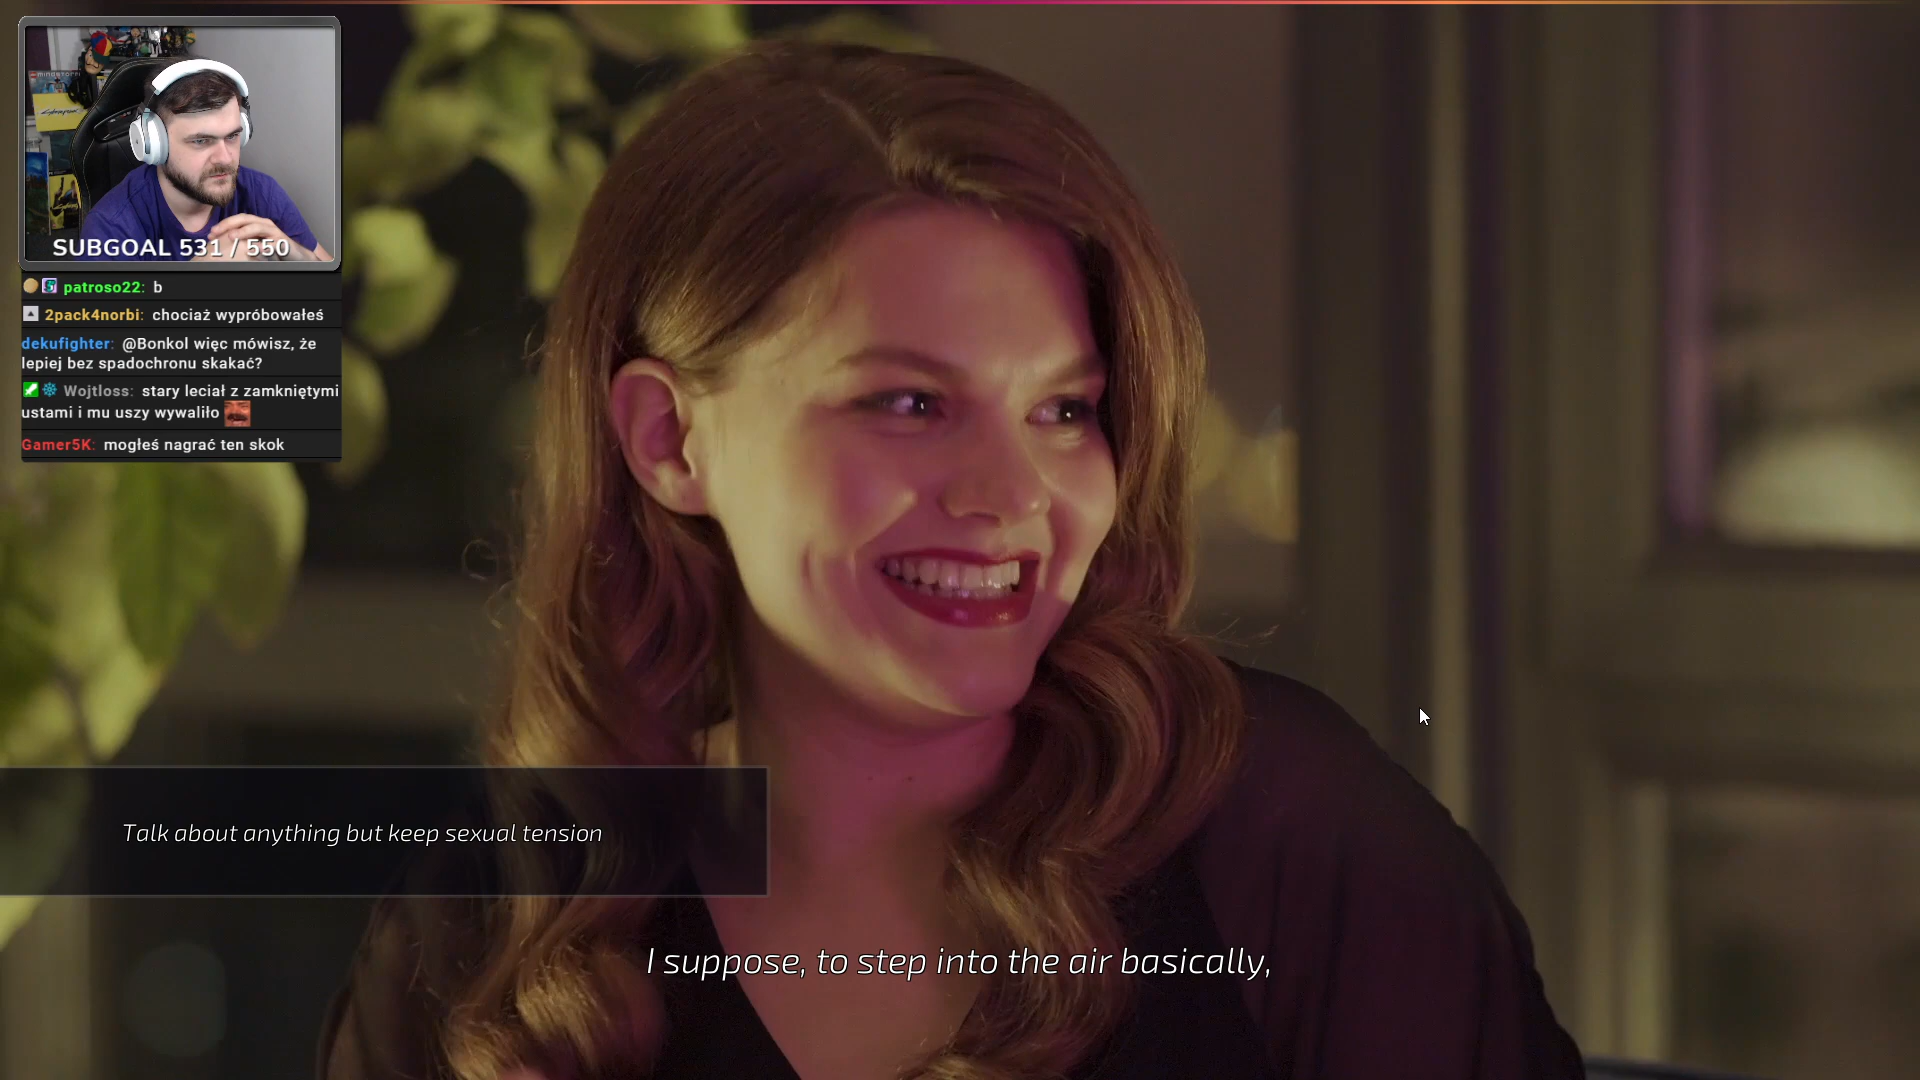 SUBGOAL 531 / 550
patroso22: b
2pack4norbi: chociaż wypróbowałeś
dekufighter: @Bonkol więc mówisz, że
lepiej bez spadochronu skakać?
Wojtloss: stary leciał z zamkniętymi
ustami i mu uszy wywaliło
Gamer5K: mogłeś nagrać ten skok
Talk about anything but keep sexual tension
I suppose, to step into the air basically,